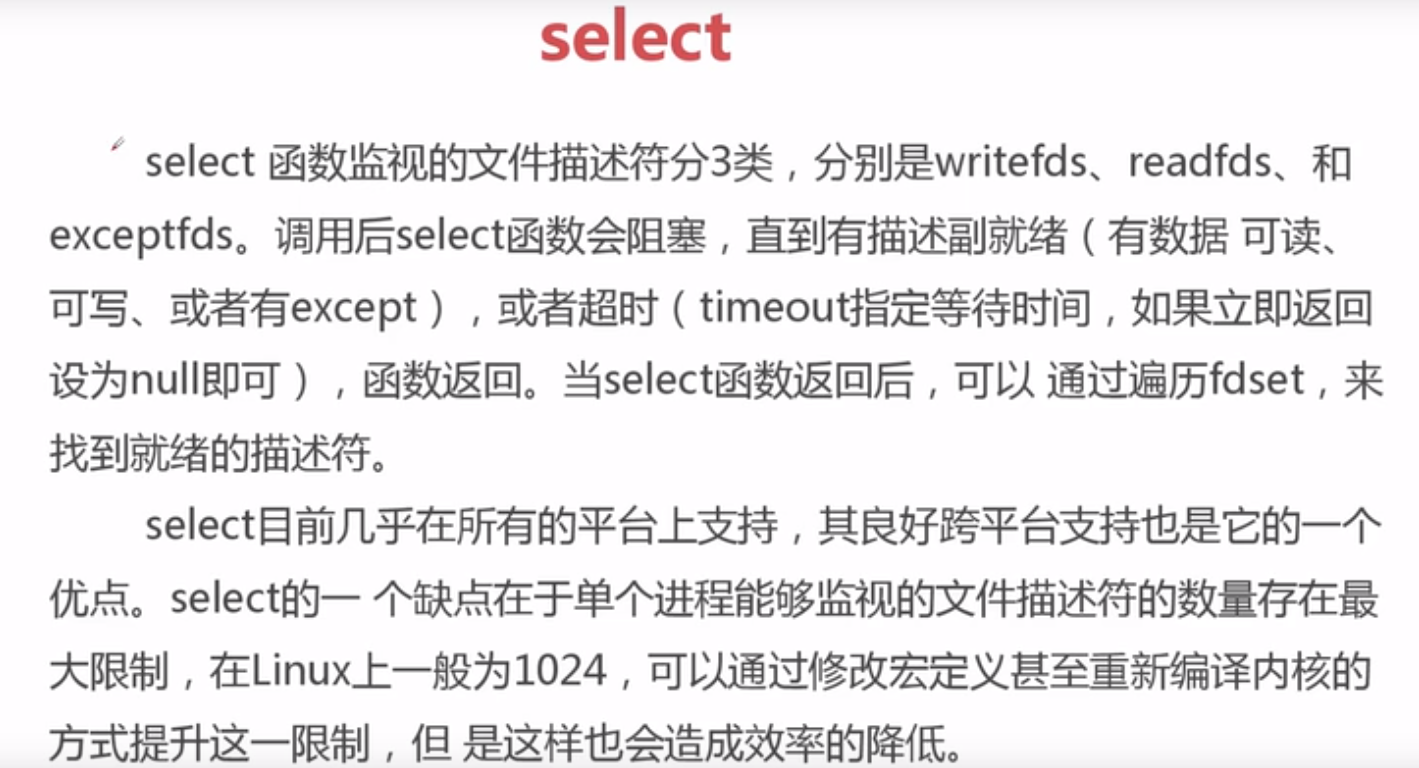 select
select 函数监视的文件描述符分3类，分别是writefds、readfds、和
exceptfds。调用后select函数会阻塞，直到有描述副就绪（有数据 可读、
可写、或者有except），或者超时（timeout指定等待时间，如果立即返回
设为null即可），函数返回。当select函数返回后，可以 通过遍历fdset，来
找到就绪的描述符。
select目前几乎在所有的平台上支持，其良好跨平台支持也是它的一个
优点。select的一 个缺点在于单个进程能够监视的文件描述符的数量存在最
大限制，在Linux上一般为1024，可以通过修改宏定义甚至重新编译内核的
方式提升这一限制，但 是这样也会造成效率的降低。